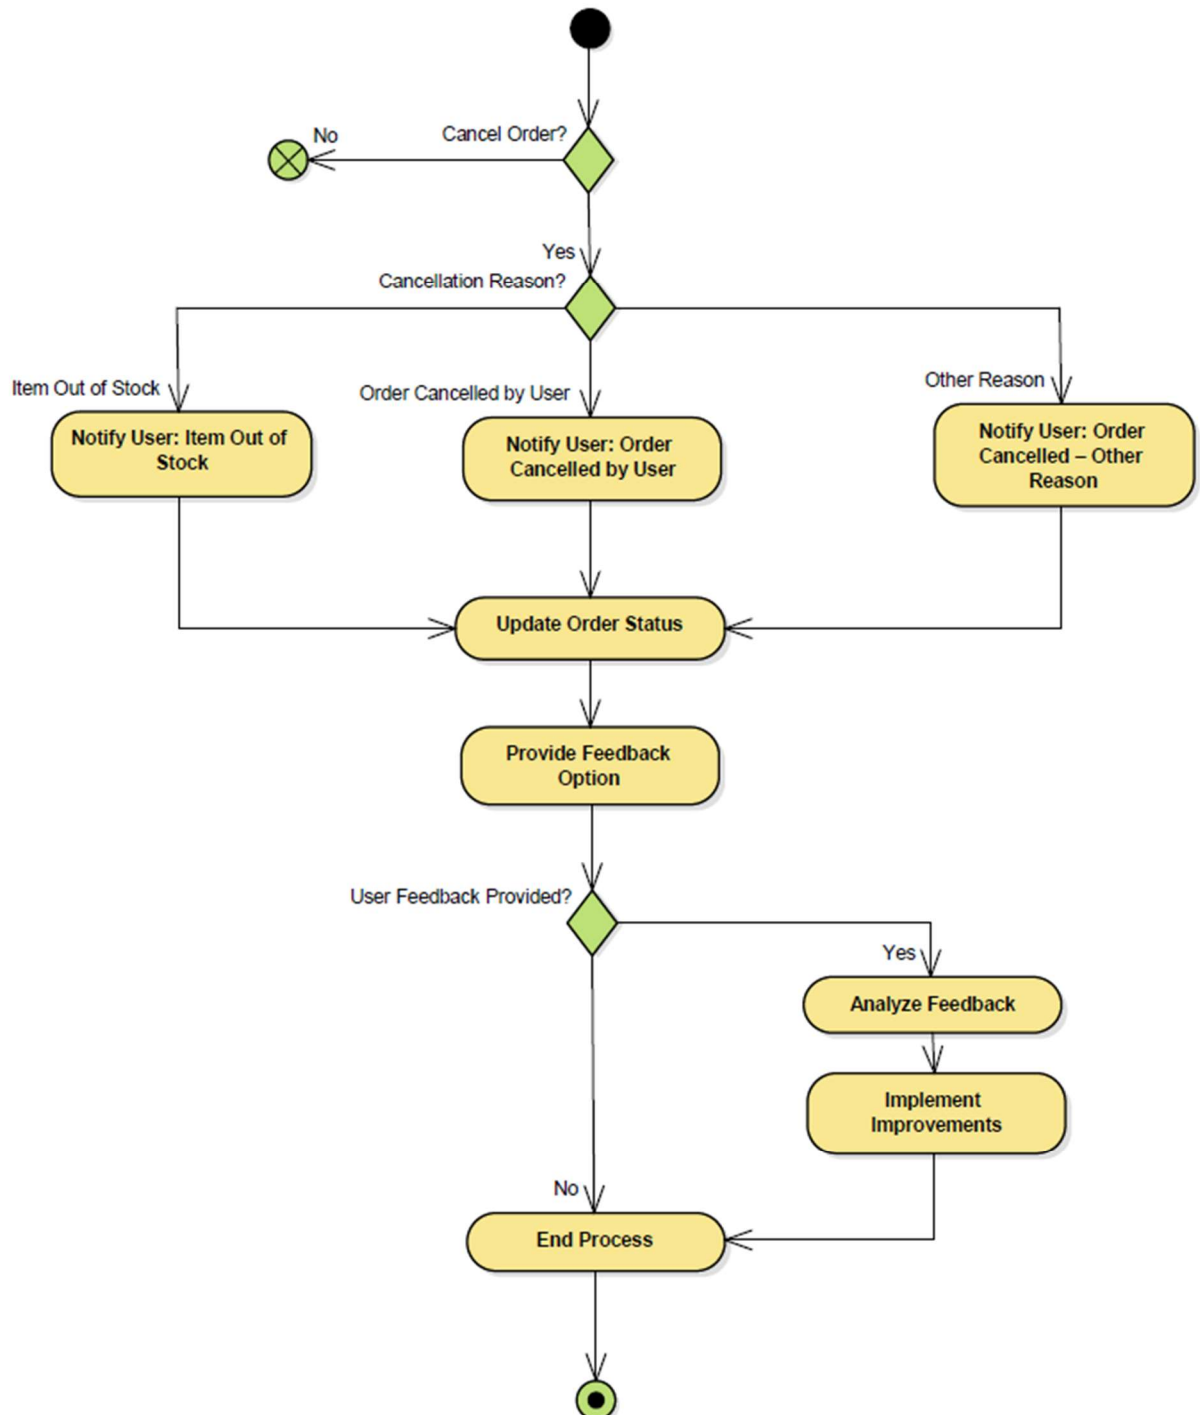 Cancel Order?
No
Yes
Cancellation Reason?
Item Out of Stock
Order Cancelled by User
Other Reason
Notify User: Item Out of
Stock
Notify User: Order
Cancelled by User
Notify User: Order
Cancelled – Other
Reason
Update Order Status
Provide Feedback
Option
User Feedback Provided?
Yes
Analyze Feedback
Implement
Improvements
No
End Process